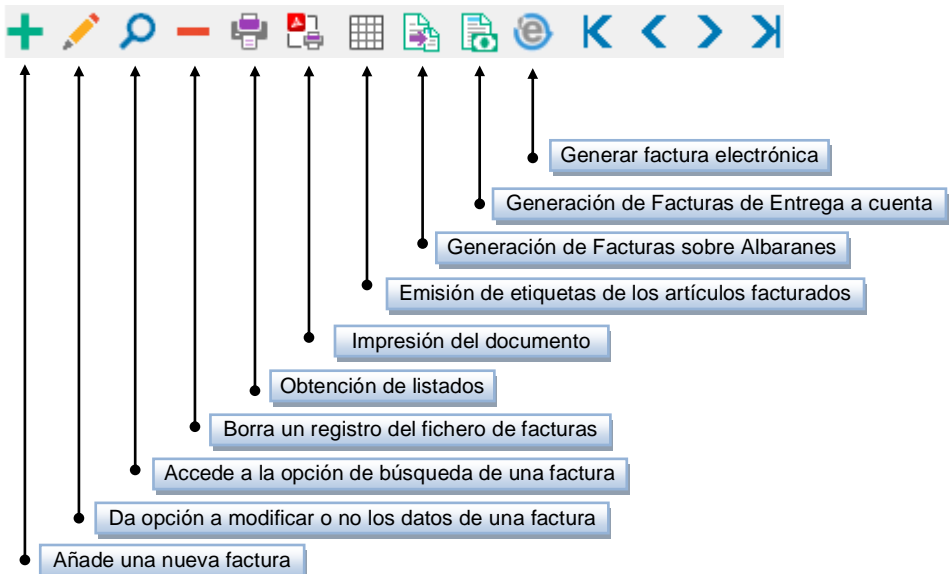 Generar factura electrónica
Generación de Facturas de Entrega a cuenta
Generación de Facturas sobre Albaranes
Emisión de etiquetas de los artículos facturados
Impresión del documento
Obtención de listados
Borra un registro del fichero de facturas
Accede a la opción de búsqueda de una factura
Da opción a modificar o no los datos de una factura
Añade una nueva factura